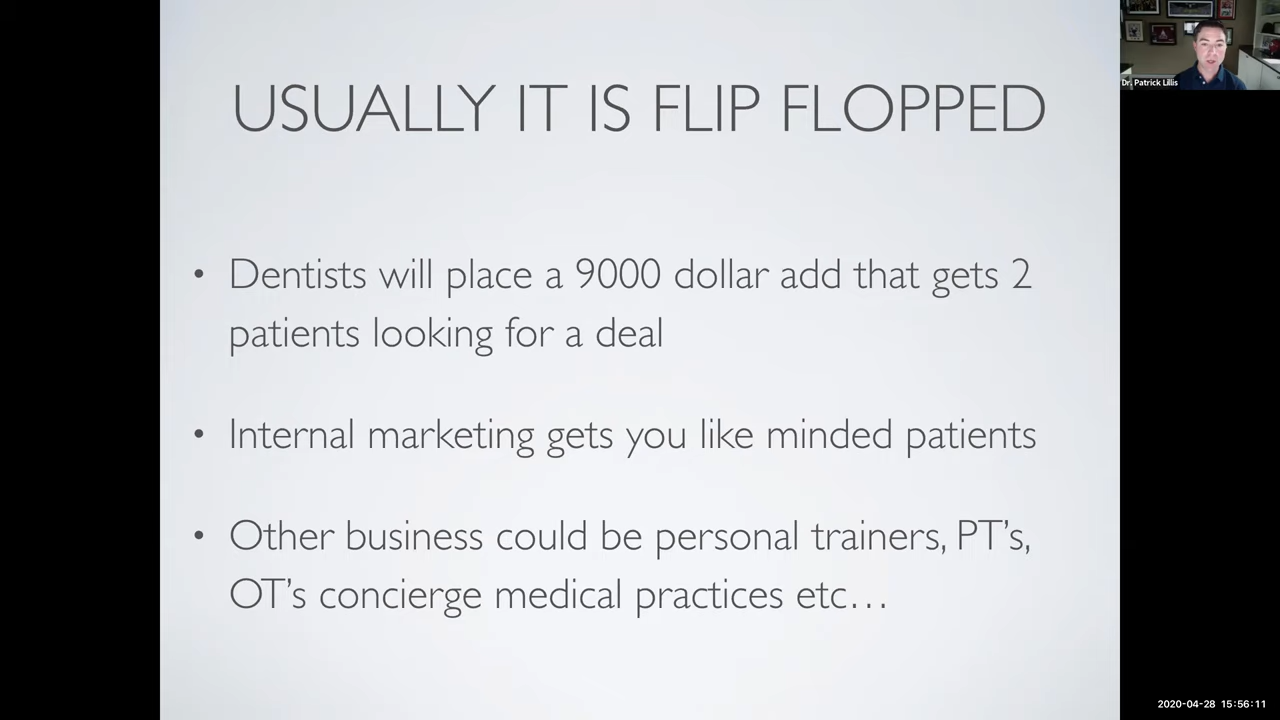 USUALLY IT IS FLIP FLOPPED
• Dentists will place a 9000 dollar add that gets 2
patients looking for a deal
• Internal marketing gets you like minded patients
• Other business could be personal trainers, PT’s,
OT’s concierge medical practices etc…
Dr. Patrick Lillis
2020-04-28 15:56:11